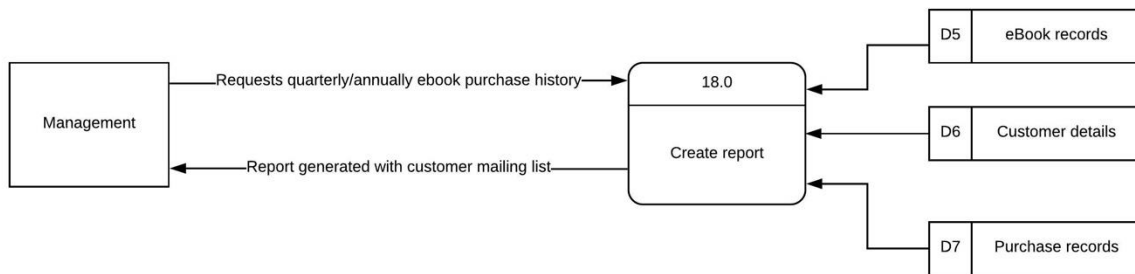 D5 eBook records
Requests quarterly/annually ebook purchase history
18.0
Management
D6 Customer details
Create report
Report generated with customer mailing list
D7 Purchase records